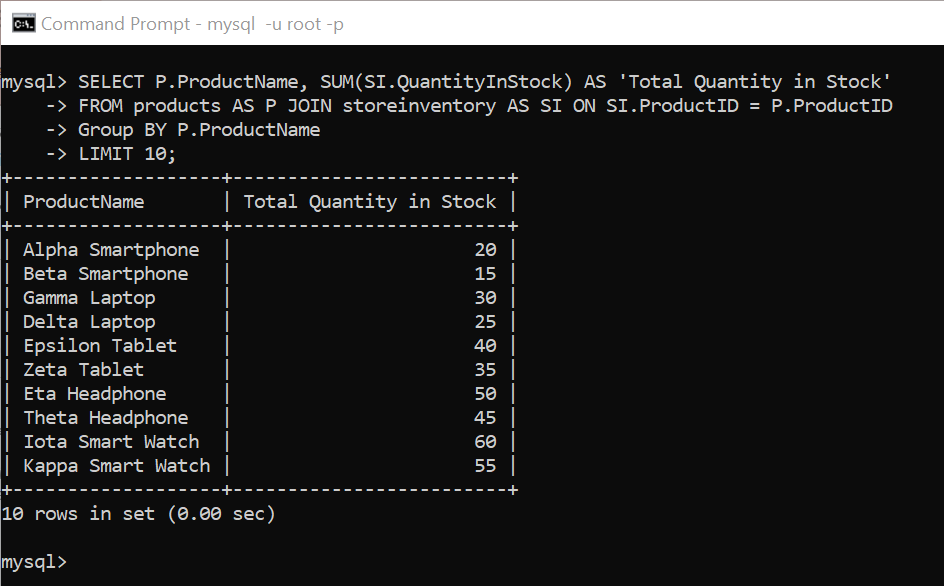 Command Prompt - mysql  -u root -p
mysql> SELECT P.ProductName, SUM(SI.QuantityInStock) AS 'Total Quantity in Stock'
    -> FROM products AS P JOIN storeinventory AS SI ON SI.ProductID = P.ProductID
    -> Group BY P.ProductName
    -> LIMIT 10;
+-------------------+-------------------------+
| ProductName       | Total Quantity in Stock |
+-------------------+-------------------------+
| Alpha Smartphone  |                      20 |
| Beta Smartphone   |                      15 |
| Gamma Laptop      |                      30 |
| Delta Laptop      |                      25 |
| Epsilon Tablet    |                      40 |
| Zeta Tablet       |                      35 |
| Eta Headphone     |                      50 |
| Theta Headphone   |                      45 |
| Iota Smart Watch  |                      60 |
| Kappa Smart Watch |                      55 |
+-------------------+-------------------------+
10 rows in set (0.00 sec)
mysql>